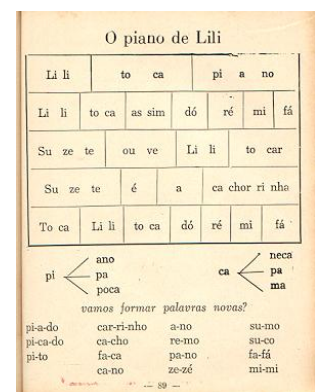 O piano de Lili
Li li to ca pi a no
Li li to ca as sim dó ré mi fá
Su ze te ou ve Li li to car
Su ze te é a ca chor ri nha
To ca Li li to ca dó ré mi fá
pi ano pa poca
ca neca pa ma
vamos formar palavras novas?
pi-a-do car-ri-nho a-no su-mo
pi-ca-do ca-cho re-mo su-co
pi-to fa-ca pa-no fa-fá
ca-no ze-zé mi-mi
— 89 —